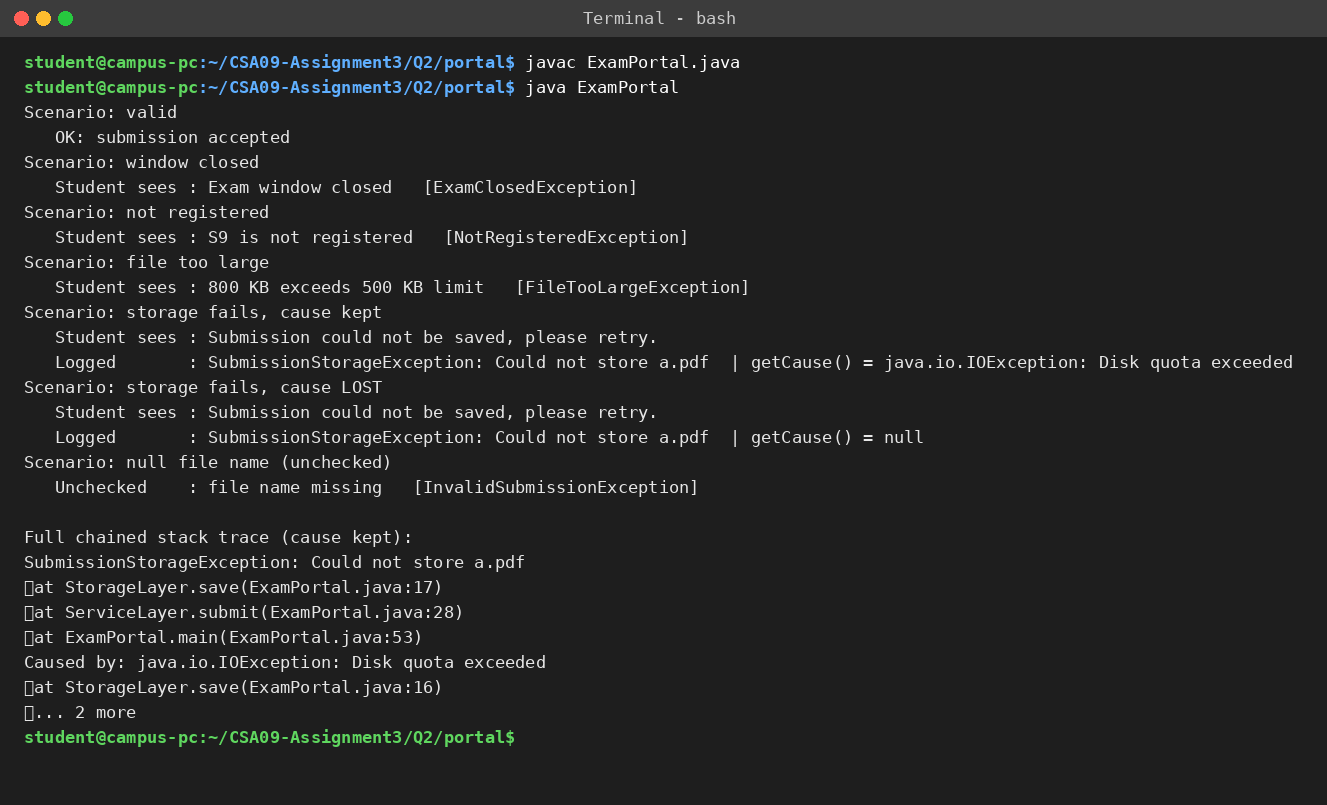 Terminal - bash
student@campus-pc:~/CSA09-Assignment3/Q2/portal$ javac ExamPortal.java
student@campus-pc:~/CSA09-Assignment3/Q2/portal$ java ExamPortal
Scenario: valid
   OK: submission accepted
Scenario: window closed
   Student sees : Exam window closed   [ExamClosedException]
Scenario: not registered
   Student sees : S9 is not registered   [NotRegisteredException]
Scenario: file too large
   Student sees : 800 KB exceeds 500 KB limit   [FileTooLargeException]
Scenario: storage fails, cause kept
   Student sees : Submission could not be saved, please retry.
   Logged       : SubmissionStorageException: Could not store a.pdf  | getCause() = java.io.IOException: Disk quota exceeded
Scenario: storage fails, cause LOST
   Student sees : Submission could not be saved, please retry.
   Logged       : SubmissionStorageException: Could not store a.pdf  | getCause() = null
Scenario: null file name (unchecked)
   Unchecked    : file name missing   [InvalidSubmissionException]

Full chained stack trace (cause kept):
SubmissionStorageException: Could not store a.pdf
at StorageLayer.save(ExamPortal.java:17)
at ServiceLayer.submit(ExamPortal.java:28)
at ExamPortal.main(ExamPortal.java:53)
Caused by: java.io.IOException: Disk quota exceeded
at StorageLayer.save(ExamPortal.java:16)
... 2 more
student@campus-pc:~/CSA09-Assignment3/Q2/portal$